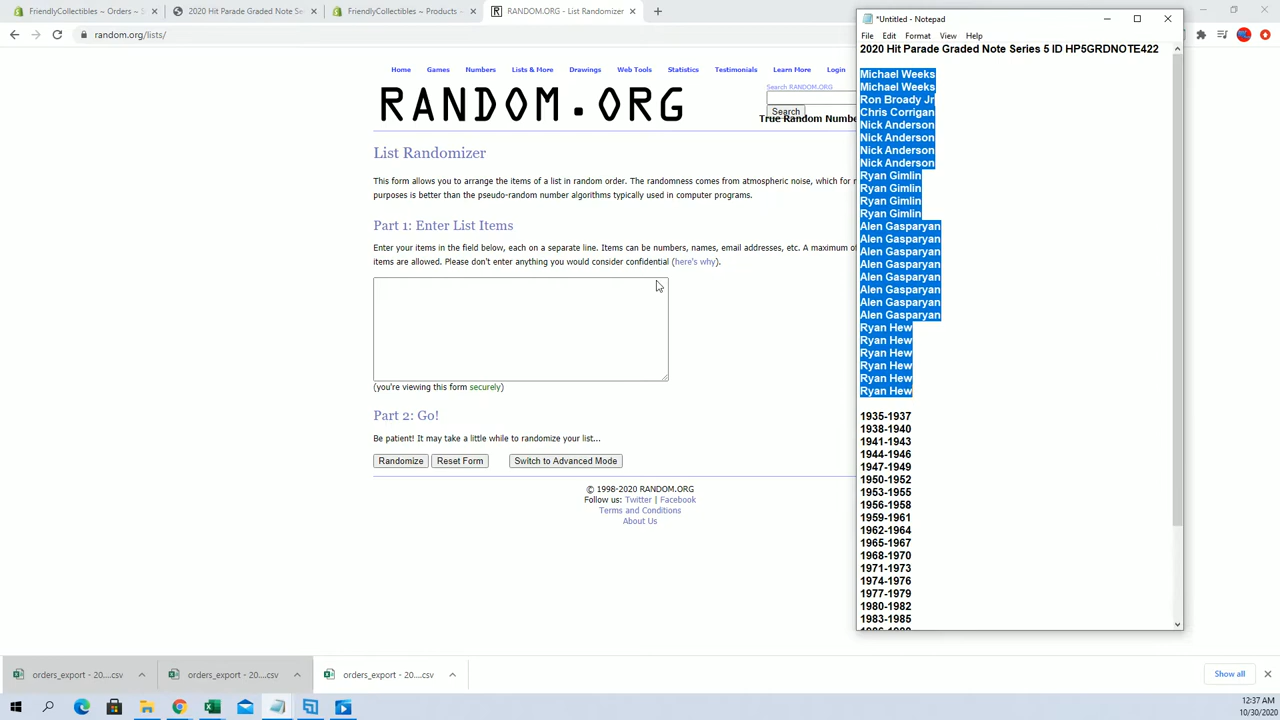 FriendlyCollectibles ~ Orders ~ S
2020 Hit Parade Graded Note Se
FriendlyCollectibles ~ Products ~
RANDOM.ORG - List Randomizer
random.org/lists/
Home
Games
Numbers
Lists & More
Drawings
Web Tools
Statistics
Testimonials
Learn More
Login
RANDOM.ORG
Search RANDOM.ORG
Search
True Random Numbe
List Randomizer
This form allows you to arrange the items of a list in random order. The randomness comes from atmospheric noise, which for
purposes is better than the pseudo-random number algorithms typically used in computer programs.
Part 1: Enter List Items
Enter your items in the field below, each on a separate line. Items can be numbers, names, email addresses, etc. A maximum of
items are allowed. Please don't enter anything you would consider confidential (here's why).
(you're viewing this form securely)
Part 2: Go!
Be patient! It may take a little while to randomize your list...
Randomize
Reset Form
Switch to Advanced Mode
© 1998-2020 RANDOM.ORG
Follow us: Twitter | Facebook
Terms and Conditions
About Us
*Untitled - Notepad
File Edit Format View Help
2020 Hit Parade Graded Note Series 5 ID HP5GRDNOTE422
Michael Weeks
Michael Weeks
Ron Broady Jr
Chris Corrigan
Nick Anderson
Nick Anderson
Nick Anderson
Nick Anderson
Ryan Gimlin
Ryan Gimlin
Ryan Gimlin
Ryan Gimlin
Alen Gasparyan
Alen Gasparyan
Alen Gasparyan
Alen Gasparyan
Alen Gasparyan
Alen Gasparyan
Alen Gasparyan
Alen Gasparyan
Ryan Hew
Ryan Hew
Ryan Hew
Ryan Hew
Ryan Hew
Ryan Hew
1935-1937
1938-1940
1941-1943
1944-1946
1947-1949
1950-1952
1953-1955
1956-1958
1959-1961
1962-1964
1965-1967
1968-1970
1971-1973
1974-1976
1977-1979
1980-1982
1983-1985
orders_export - 20....csv
orders_export - 20....csv
orders_export - 20....csv
Show all
12:37 AM
10/30/2020